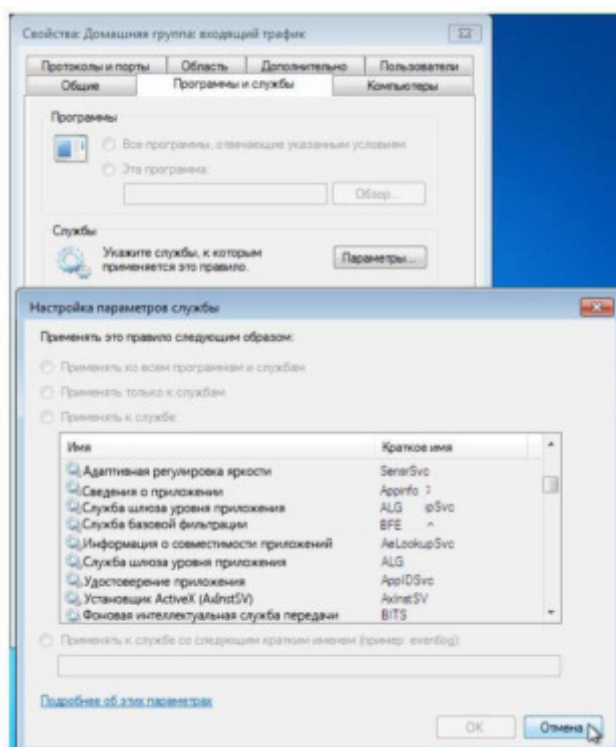 Свойства: Домашняя группа: входящий трафик
Протоколы и порты Область Дополнительно Пользователи
Общие Программы и службы Компьютеры
Программы
Все программы, отвечающие указанным условиям
Эта программа:
Обзор...
Службы
Укажите службы, к которым применяется это правило.
Параметры...
Настройка параметров службы
Применять это правило следующим образом:
Применять ко всем программам и службам
Применять только к службам
Применять к службе:
Имя Краткое имя
Адаптивная регулировка яркости SensrSvc
Сведения о приложении Appinfo
Служба шлюза уровня приложения ALG pSvc
Служба базовой фильтрации BFE
Информация о совместимости приложений AeLookupSvc
Служба шлюза уровня приложения ALG
Удостоверение приложения AppIDSvc
Установщик ActiveX (AxInstSV) AxInstSV
Фоновая интеллектуальная служба передачи BITS
Применять к службе со следующим кратким именем (пример: eventlog):
Подробнее об этих параметрах
OK Отмена